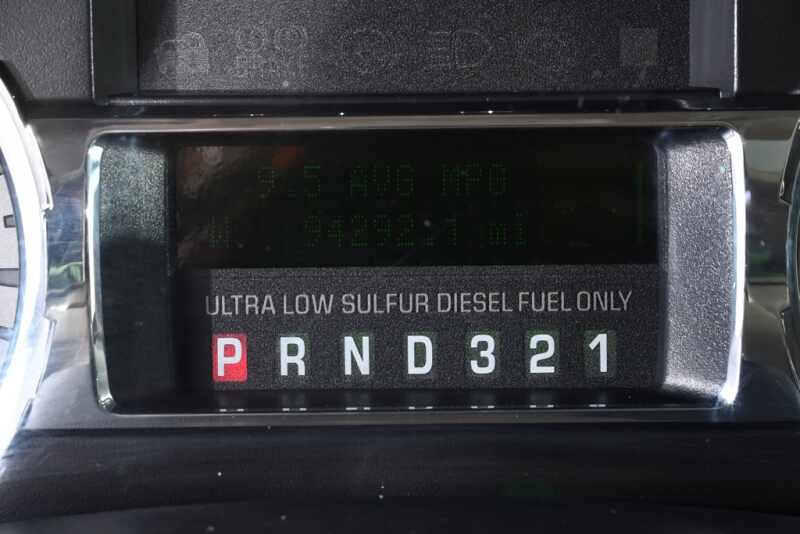 9.5 AVG MPG
W 94292.1 mi
ULTRA LOW SULFUR DIESEL FUEL ONLY
P R N D 3 2 1